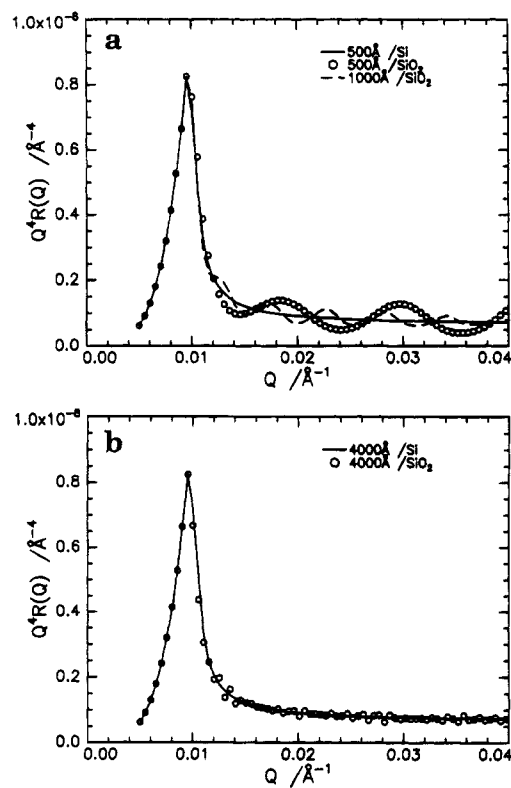 1.0x10⁻⁸
a
500Å /Si
500Å /SiO₂
1000Å /SiO₂
0.8
0.6
0.4
0.2
0.0
Q⁴R(Q) /Å⁻⁴
0.00 0.01 0.02 0.03 0.04
Q /Å⁻¹
1.0x10⁻⁸
b
4000Å /Si
4000Å /SiO₂
0.8
0.6
0.4
0.2
0.0
Q⁴R(Q) /Å⁻⁴
0.00 0.01 0.02 0.03 0.04
Q /Å⁻¹